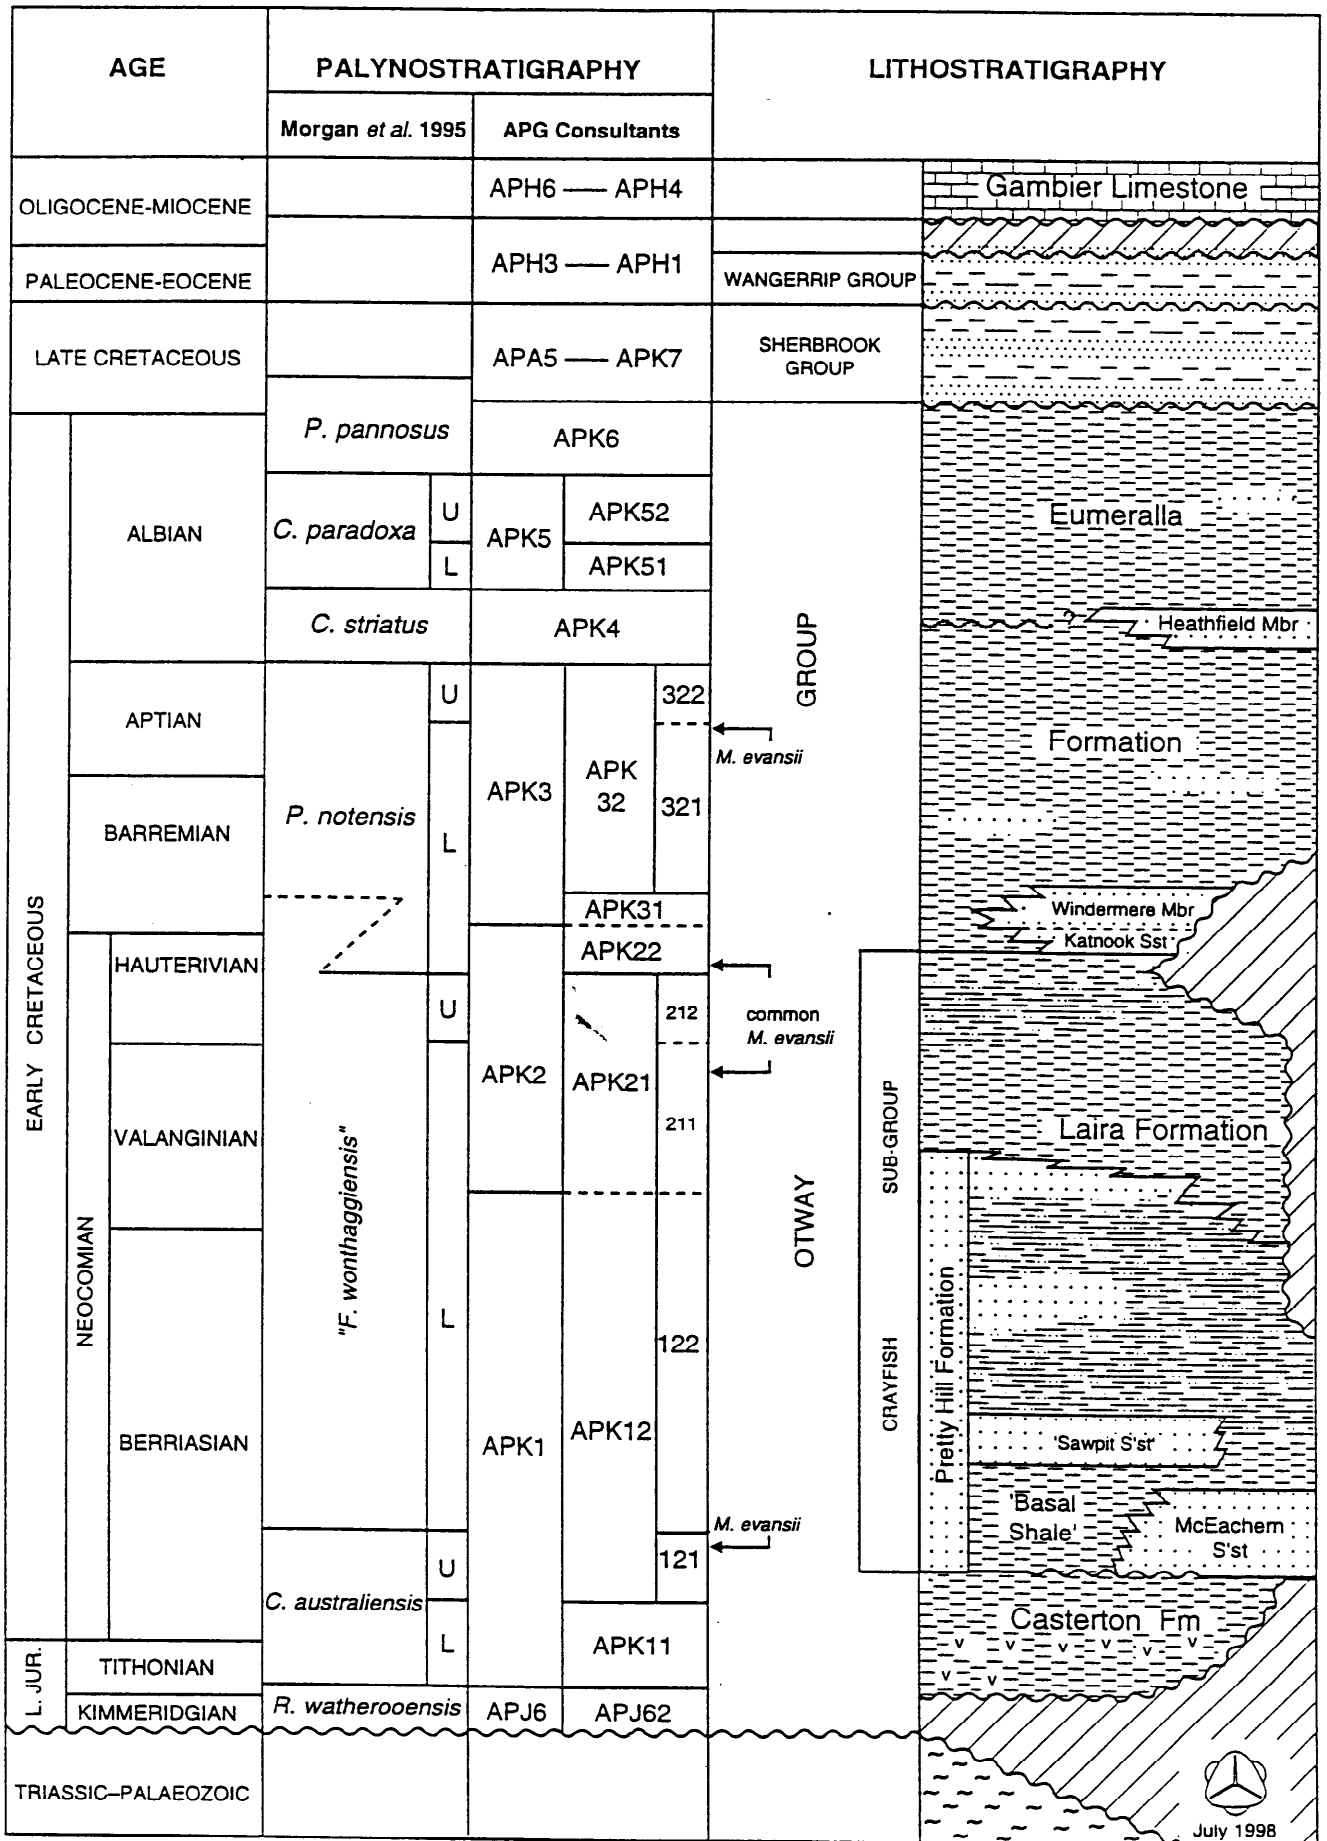 AGE
PALYNOSTRATIGRAPHY
LITHOSTRATIGRAPHY
Morgan et al. 1995
APG Consultants
OLIGOCENE-MIOCENE
APH6 — APH4
Gambier Limestone
PALEOCENE-EOCENE
APH3 — APH1
WANGERRIP GROUP
LATE CRETACEOUS
APA5 — APK7
SHERBROOK
GROUP
EARLY CRETACEOUS
NEOCOMIAN
L. JUR.
ALBIAN
APTIAN
BARREMIAN
HAUTERIVIAN
VALANGINIAN
BERRIASIAN
TITHONIAN
KIMMERIDGIAN
TRIASSIC–PALAEOZOIC
P. pannosus
C. paradoxa
U
L
C. striatus
P. notensis
U
L
"F. wonthaggiensis"
U
L
C. australiensis
U
L
R. watherooensis
APK6
APK5
APK52
APK51
APK4
APK3
APK
32
322
321
APK31
APK22
APK2
APK21
212
211
APK1
APK12
122
121
APK11
APJ6
APJ62
M. evansii
common
M. evansii
M. evansii
OTWAY GROUP
CRAYFISH SUB-GROUP
Eumeralla
?
Heathfield Mbr
Formation
Windermere Mbr
Katnook Sst
Laira Formation
Pretty Hill Formation
'Sawpit S'st'
'Basal
Shale'
McEachern
S'st
Casterton Fm
v v v v v v
v v
July 1998